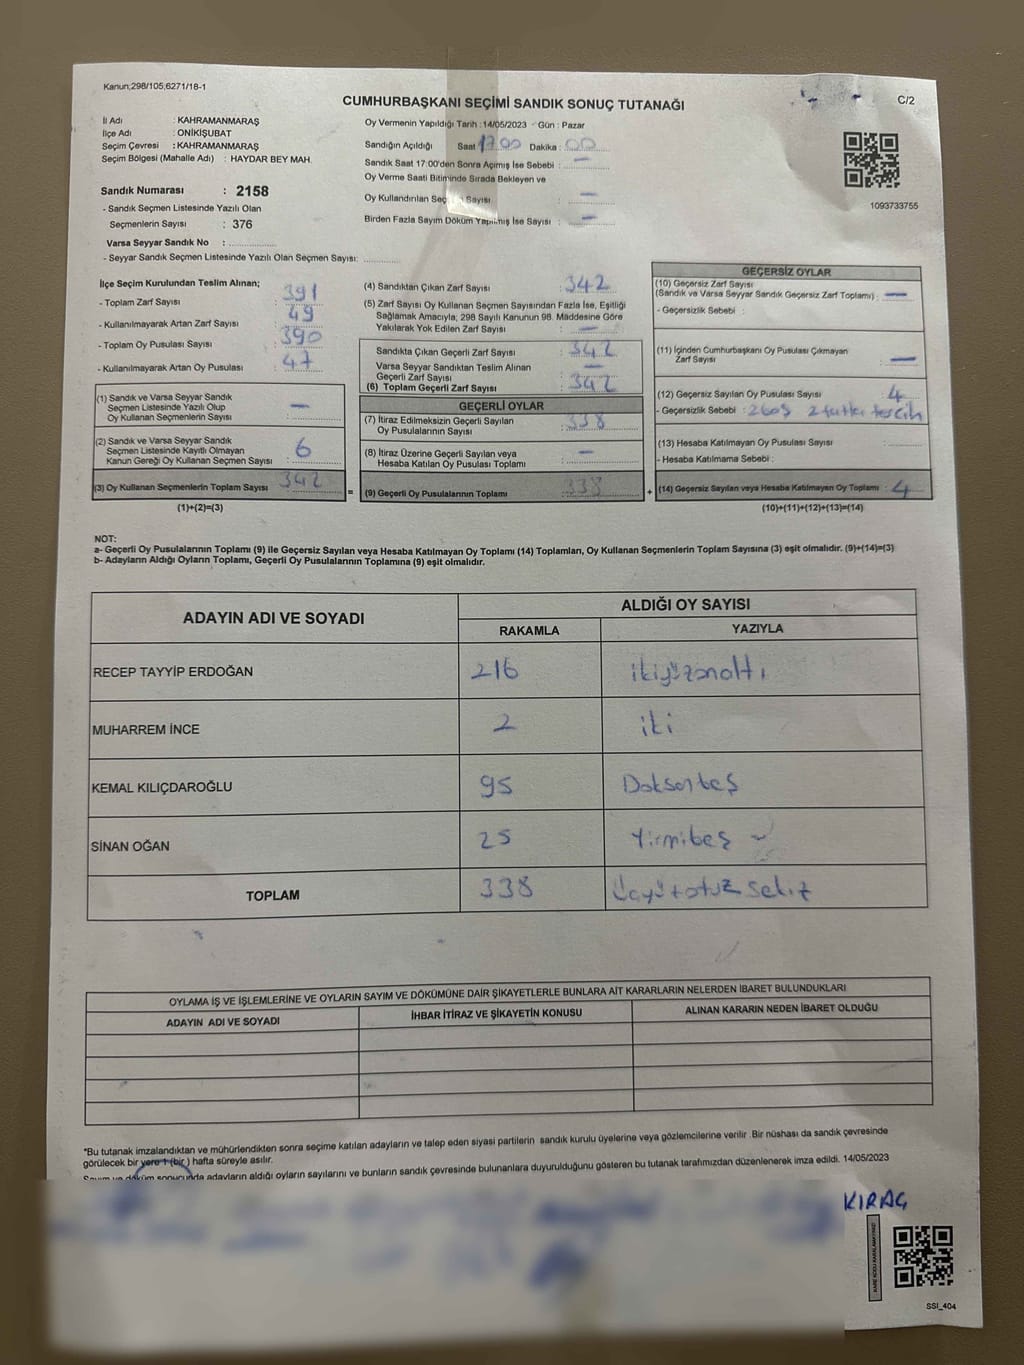 Kanun;298/105;6271/18-1
C/2
CUMHURBAŞKANI SEÇİMİ SANDIK SONUÇ TUTANAĞI
İl Adı : KAHRAMANMARAŞ
İlçe Adı : ONİKİŞUBAT
Seçim Çevresi : KAHRAMANMARAŞ
Seçim Bölgesi (Mahalle Adı) : HAYDAR BEY MAH.
Sandık Numarası : 2158
- Sandık Seçmen Listesinde Yazılı Olan
Seçmenlerin Sayısı : 376
Varsa Seyyar Sandık No :
- Seyyar Sandık Seçmen Listesinde Yazılı Olan Seçmen Sayısı:
Oy Vermenin Yapıldığı Tarih : 14/05/2023 - Gün : Pazar
Sandığın Açıldığı Saat 17.00 Dakika : 00
Sandık Saat 17:00'den Sonra Açılmış İse Sebebi : —
Oy Verme Saati Bitiminde Sırada Bekleyen ve
Oy Kullandırılan Seçmen Sayısı : —
Birden Fazla Sayım Döküm Yapılmış İse Sayısı : —
1093733755
İlçe Seçim Kurulundan Teslim Alınan;
- Toplam Zarf Sayısı : 391
- Kullanılmayarak Artan Zarf Sayısı : 49
- Toplam Oy Pusulası Sayısı : 390
- Kullanılmayarak Artan Oy Pusulası : 47
(1) Sandık ve Varsa Seyyar Sandık
Seçmen Listesinde Yazılı Olup
Oy Kullanan Seçmenlerin Sayısı : —
(2) Sandık ve Varsa Seyyar Sandık
Seçmen Listesinde Kayıtlı Olmayan
Kanun Gereği Oy Kullanan Seçmen Sayısı : 6
(3) Oy Kullanan Seçmenlerin Toplam Sayısı : 342
(1)+(2)=(3)
=
(4) Sandıktan Çıkan Zarf Sayısı : 342
(5) Zarf Sayısı Oy Kullanan Seçmen Sayısından Fazla İse, Eşitliği
Sağlamak Amacıyla; 298 Sayılı Kanunun 98. Maddesine Göre
Yakılarak Yok Edilen Zarf Sayısı : —
Sandıkta Çıkan Geçerli Zarf Sayısı : 342
Varsa Seyyar Sandıktan Teslim Alınan
Geçerli Zarf Sayısı : —
(6) Toplam Geçerli Zarf Sayısı : 342
GEÇERLİ OYLAR
(7) İtiraz Edilmeksizin Geçerli Sayılan
Oy Pusulalarının Sayısı : 338
(8) İtiraz Üzerine Geçerli Sayılan veya
Hesaba Katılan Oy Pusulası Toplamı : —
(9) Geçerli Oy Pusulalarının Toplamı : 338
+
GEÇERSİZ OYLAR
(10) Geçersiz Zarf Sayısı
(Sandık ve Varsa Seyyar Sandık Geçersiz Zarf Toplamı) : —
- Geçersizlik Sebebi :
(11) İçinden Cumhurbaşkanı Oy Pusulası Çıkmayan
Zarf Sayısı : —
(12) Geçersiz Sayılan Oy Pusulası Sayısı : 4
- Geçersizlik Sebebi : 2 boş 2 farklı tercih
(13) Hesaba Katılmayan Oy Pusulası Sayısı :
- Hesaba Katılmama Sebebi :
(14) Geçersiz Sayılan veya Hesaba Katılmayan Oy Toplamı : 4
(10)+(11)+(12)+(13)=(14)
NOT:
a- Geçerli Oy Pusulalarının Toplamı (9) ile Geçersiz Sayılan veya Hesaba Katılmayan Oy Toplamı (14) Toplamları, Oy Kullanan Seçmenlerin Toplam Sayısına (3) eşit olmalıdır. (9)+(14)=(3)
b- Adayların Aldığı Oyların Toplamı, Geçerli Oy Pusulalarının Toplamına (9) eşit olmalıdır.
ADAYIN ADI VE SOYADI
ALDIĞI OY SAYISI
RAKAMLA YAZIYLA
RECEP TAYYİP ERDOĞAN 216 ikiyüzonaltı
MUHARREM İNCE 2 iki
KEMAL KILIÇDAROĞLU 95 Doksanbeş
SİNAN OĞAN 25 Yirmibeş
TOPLAM 338 Üçyüzotuz sekiz
OYLAMA İŞ VE İŞLEMLERİNE VE OYLARIN SAYIM VE DÖKÜMÜNE DAİR ŞİKAYETLERLE BUNLARA AİT KARARLARIN NELERDEN İBARET BULUNDUKLARI
ADAYIN ADI VE SOYADI İHBAR İTİRAZ VE ŞİKAYETİN KONUSU ALINAN KARARIN NEDEN İBARET OLDUĞU
*Bu tutanak imzalandıktan ve mühürlendikten sonra seçime katılan adayların ve talep eden siyasi partilerin sandık kurulu üyelerine veya gözlemcilerine verilir .Bir nüshası da sandık çevresinde
görülecek bir yere 1 (bir ) hafta süreyle asılır.
Sayım ve döküm sonucunda adayların aldığı oyların sayılarını ve bunların sandık çevresinde bulunanlara duyurulduğunu gösteren bu tutanak tarafımızdan düzenlenerek imza edildi. 14/05/2023
KIRAÇ
SSI_404